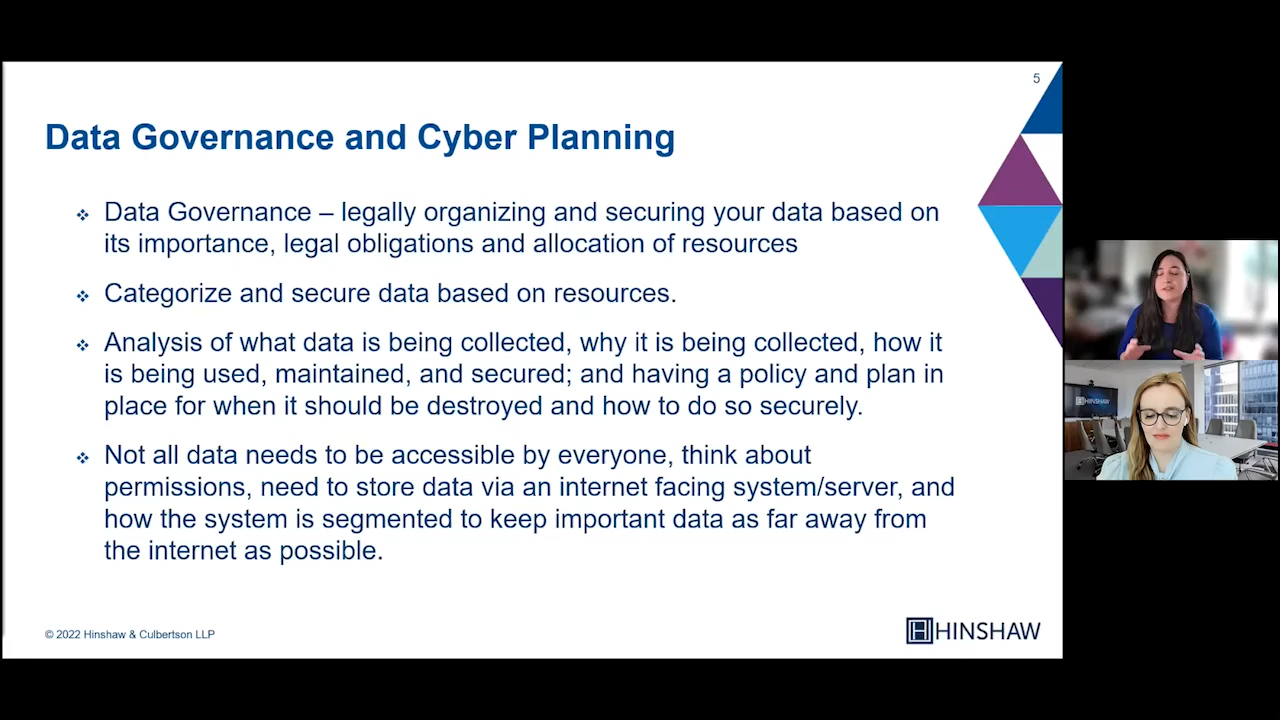 5
Data Governance and Cyber Planning
Data Governance – legally organizing and securing your data based on
its importance, legal obligations and allocation of resources
Categorize and secure data based on resources.
Analysis of what data is being collected, why it is being collected, how it
is being used, maintained, and secured; and having a policy and plan in
place for when it should be destroyed and how to do so securely.
Not all data needs to be accessible by everyone, think about
permissions, need to store data via an internet facing system/server, and
how the system is segmented to keep important data as far away from
the internet as possible.
© 2022 Hinshaw & Culbertson LLP
H HINSHAW
HINSHAW